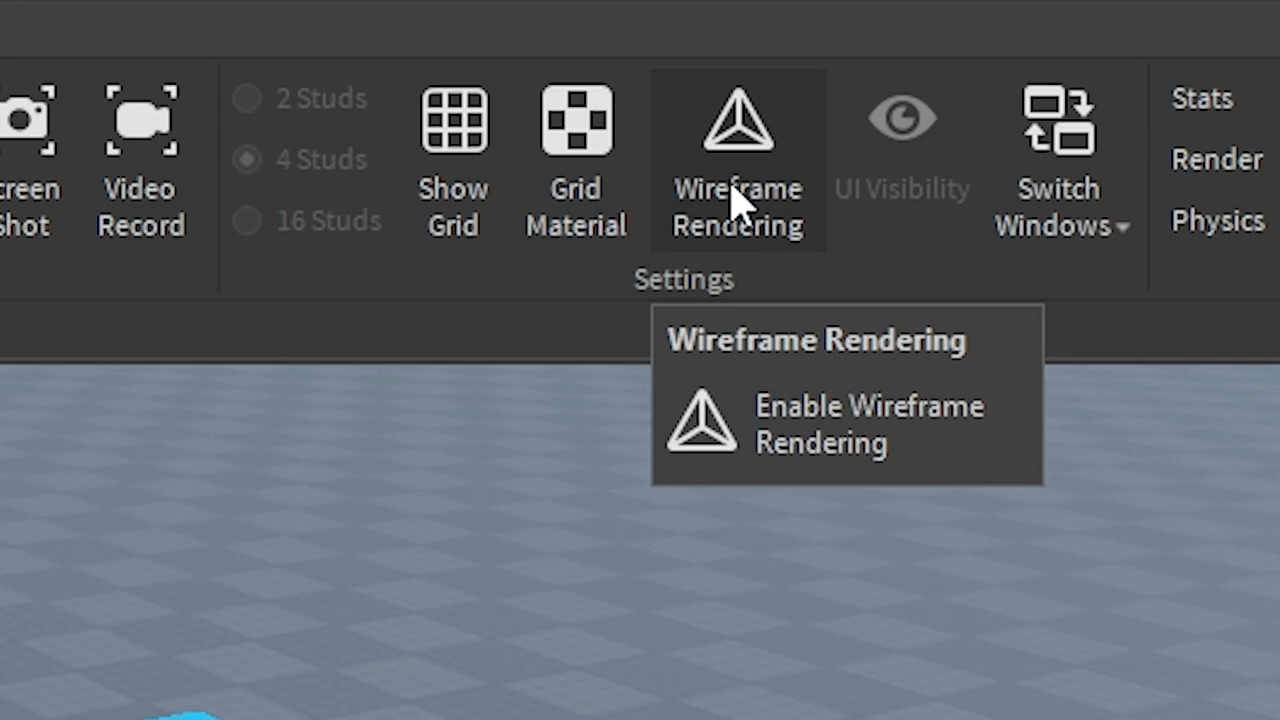 creen
Shot
Video
Record
2 Studs
4 Studs
16 Studs
Show
Grid
Grid
Material
Wireframe
Rendering
UI Visibility
Switch
Windows
Stats
Render
Physics
Settings
Wireframe Rendering
Enable Wireframe
Rendering